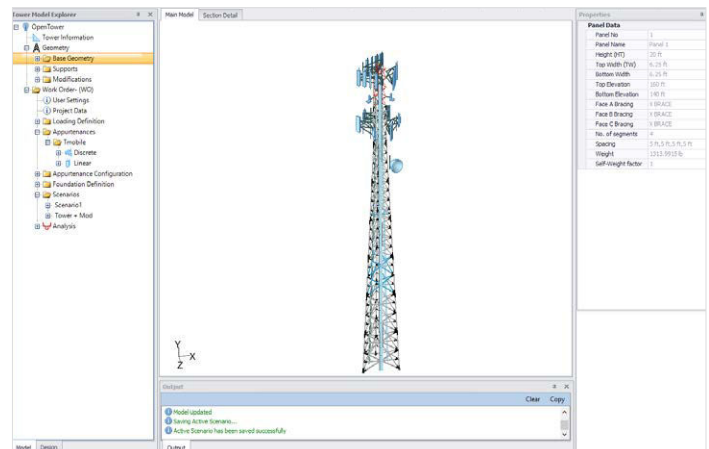 Tower Model Explorer
OpenTower
Tower Information
Geometry
Base Geometry
Supports
Modifications
Work Order- (WO)
User Settings
Project Data
Loading Definition
Appurtenances
Tmobile
Discrete
Linear
Appurtenance Configuration
Foundation Definition
Scenarios
Scenario1
Tower + Mod
Analysis
Model Design
Main Model Section Detail
Y
X
Z
Output
Clear Copy
Model updated
Saving Active Scenario...
Active Scenario has been saved successfully
Output
Properties
Panel Data
Panel No 1
Panel Name Panel 1
Height (HT) 20 ft
Top Width (TW) 6.25 ft
Bottom Width 6.25 ft
Top Elevation 160 ft
Bottom Elevation 140 ft
Face A Bracing X BRACE
Face B Bracing X BRACE
Face C Bracing X BRACE
No. of segments 4
Spacing 5 ft,5 ft,5 ft,5 ft
Weight
Self-Weight factor 1